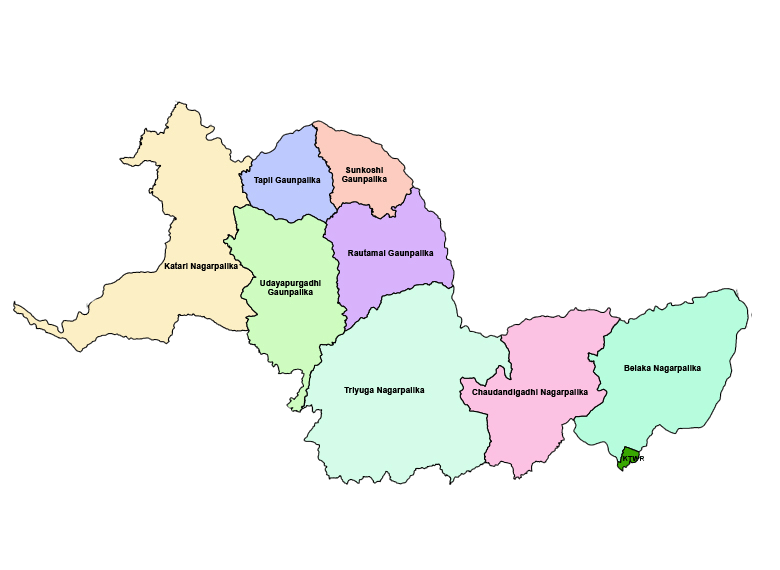 Sunkoshi
Gaunpalika
Tapli Gaunpalika
Rautamai Gaunpalika
Katari Nagarpalika
Udayapurgadhi
Gaunpalika
Belaka Nagarpalika
Triyuga Nagarpalika
Chaudandigadhi Nagarpalika
KTWR